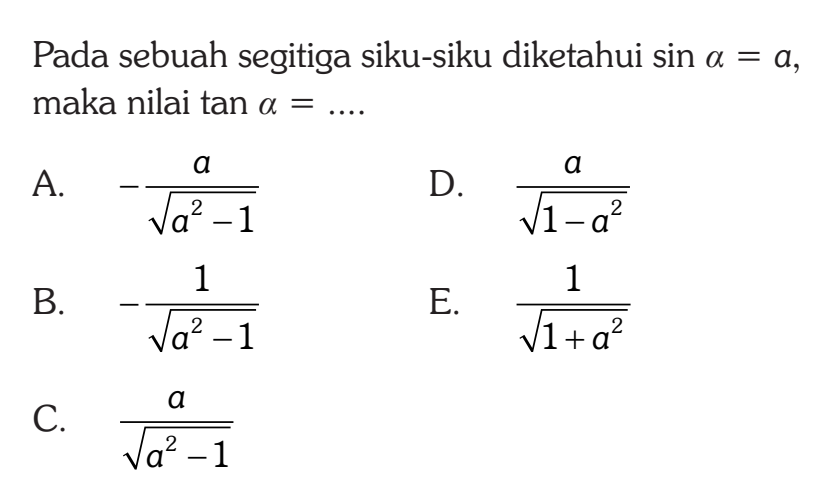 Pada sebuah segitiga siku-siku diketahui sin α = a,
maka nilai tan α = ....
A. -a/√(a² - 1)
D. a/√(1 - a²)
B. -1/√(a² - 1)
E. 1/√(1 + a²)
C. a/√(a² - 1)